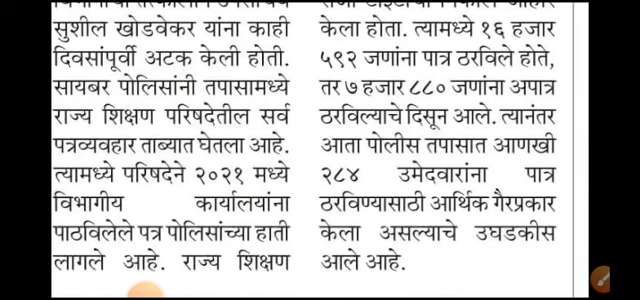 सुशील खोडवेकर यांना काही
दिवसांपूर्वी अटक केली होती.
सायबर पोलिसांनी तपासामध्ये
राज्य शिक्षण परिषदेतील सर्व
पत्रव्यवहार ताब्यात घेतला आहे.
त्यामध्ये परिषदेने २०२१ मध्ये
विभागीय कार्यालयांना
पाठविलेले पत्र पोलिसांच्या हाती
लागले आहे. राज्य शिक्षण
केला होता. त्यामध्ये १६ हजार
५९२ जणांना पात्र ठरविले होते,
तर ७ हजार ८८० जणांना अपात्र
ठरविल्याचे दिसून आले. त्यानंतर
आता पोलीस तपासात आणखी
२८४ उमेदवारांना पात्र
ठरविण्यासाठी आर्थिक गैरप्रकार
केला असल्याचे उघडकीस
आले आहे.